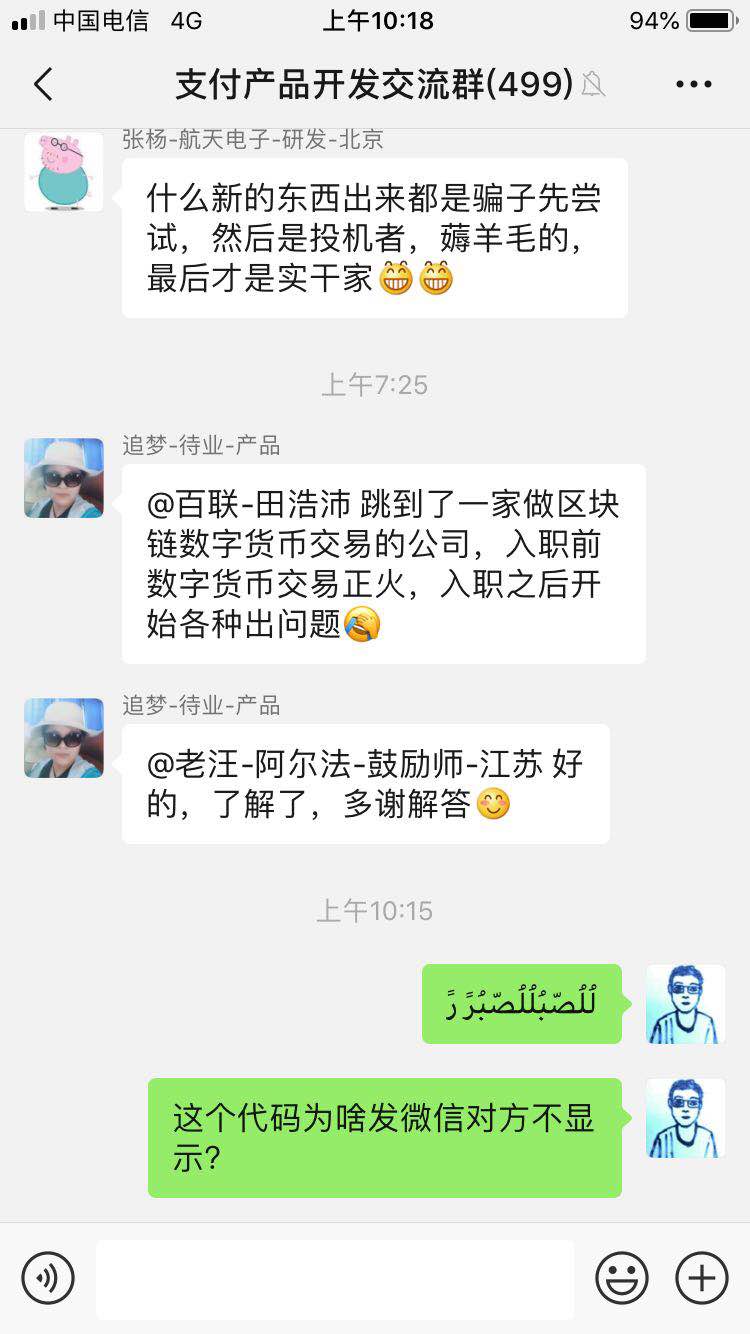 中国电信 4G 上午10:18 94%
支付产品开发交流群(499)
张杨-航天电子-研发-北京
什么新的东西出来都是骗子先尝
试，然后是投机者，薅羊毛的，
最后才是实干家😁😁
上午7:25
追梦-待业-产品
@百联-田浩沛 跳到了一家做区块
链数字货币交易的公司，入职前
数字货币交易正火，入职之后开
始各种出问题🤦
追梦-待业-产品
@老汪-阿尔法-鼓励师-江苏 好
的，了解了，多谢解答😊
上午10:15
لُلُصّبُلُلصّبُررً ً
这个代码为啥发微信对方不显
示?